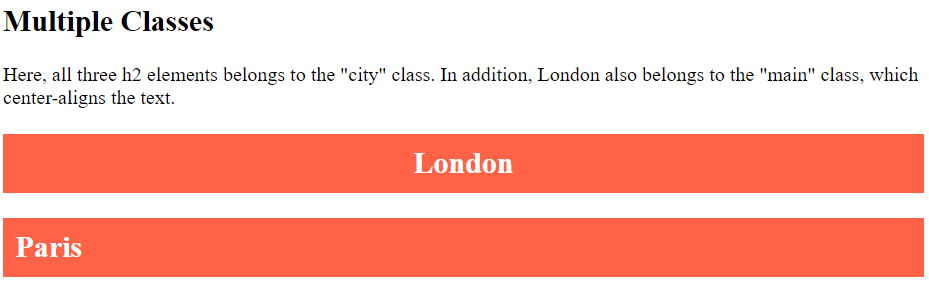 Multiple Classes
Here, all three h2 elements belongs to the "city" class. In addition, London also belongs to the "main" class, which
center-aligns the text.
London
Paris